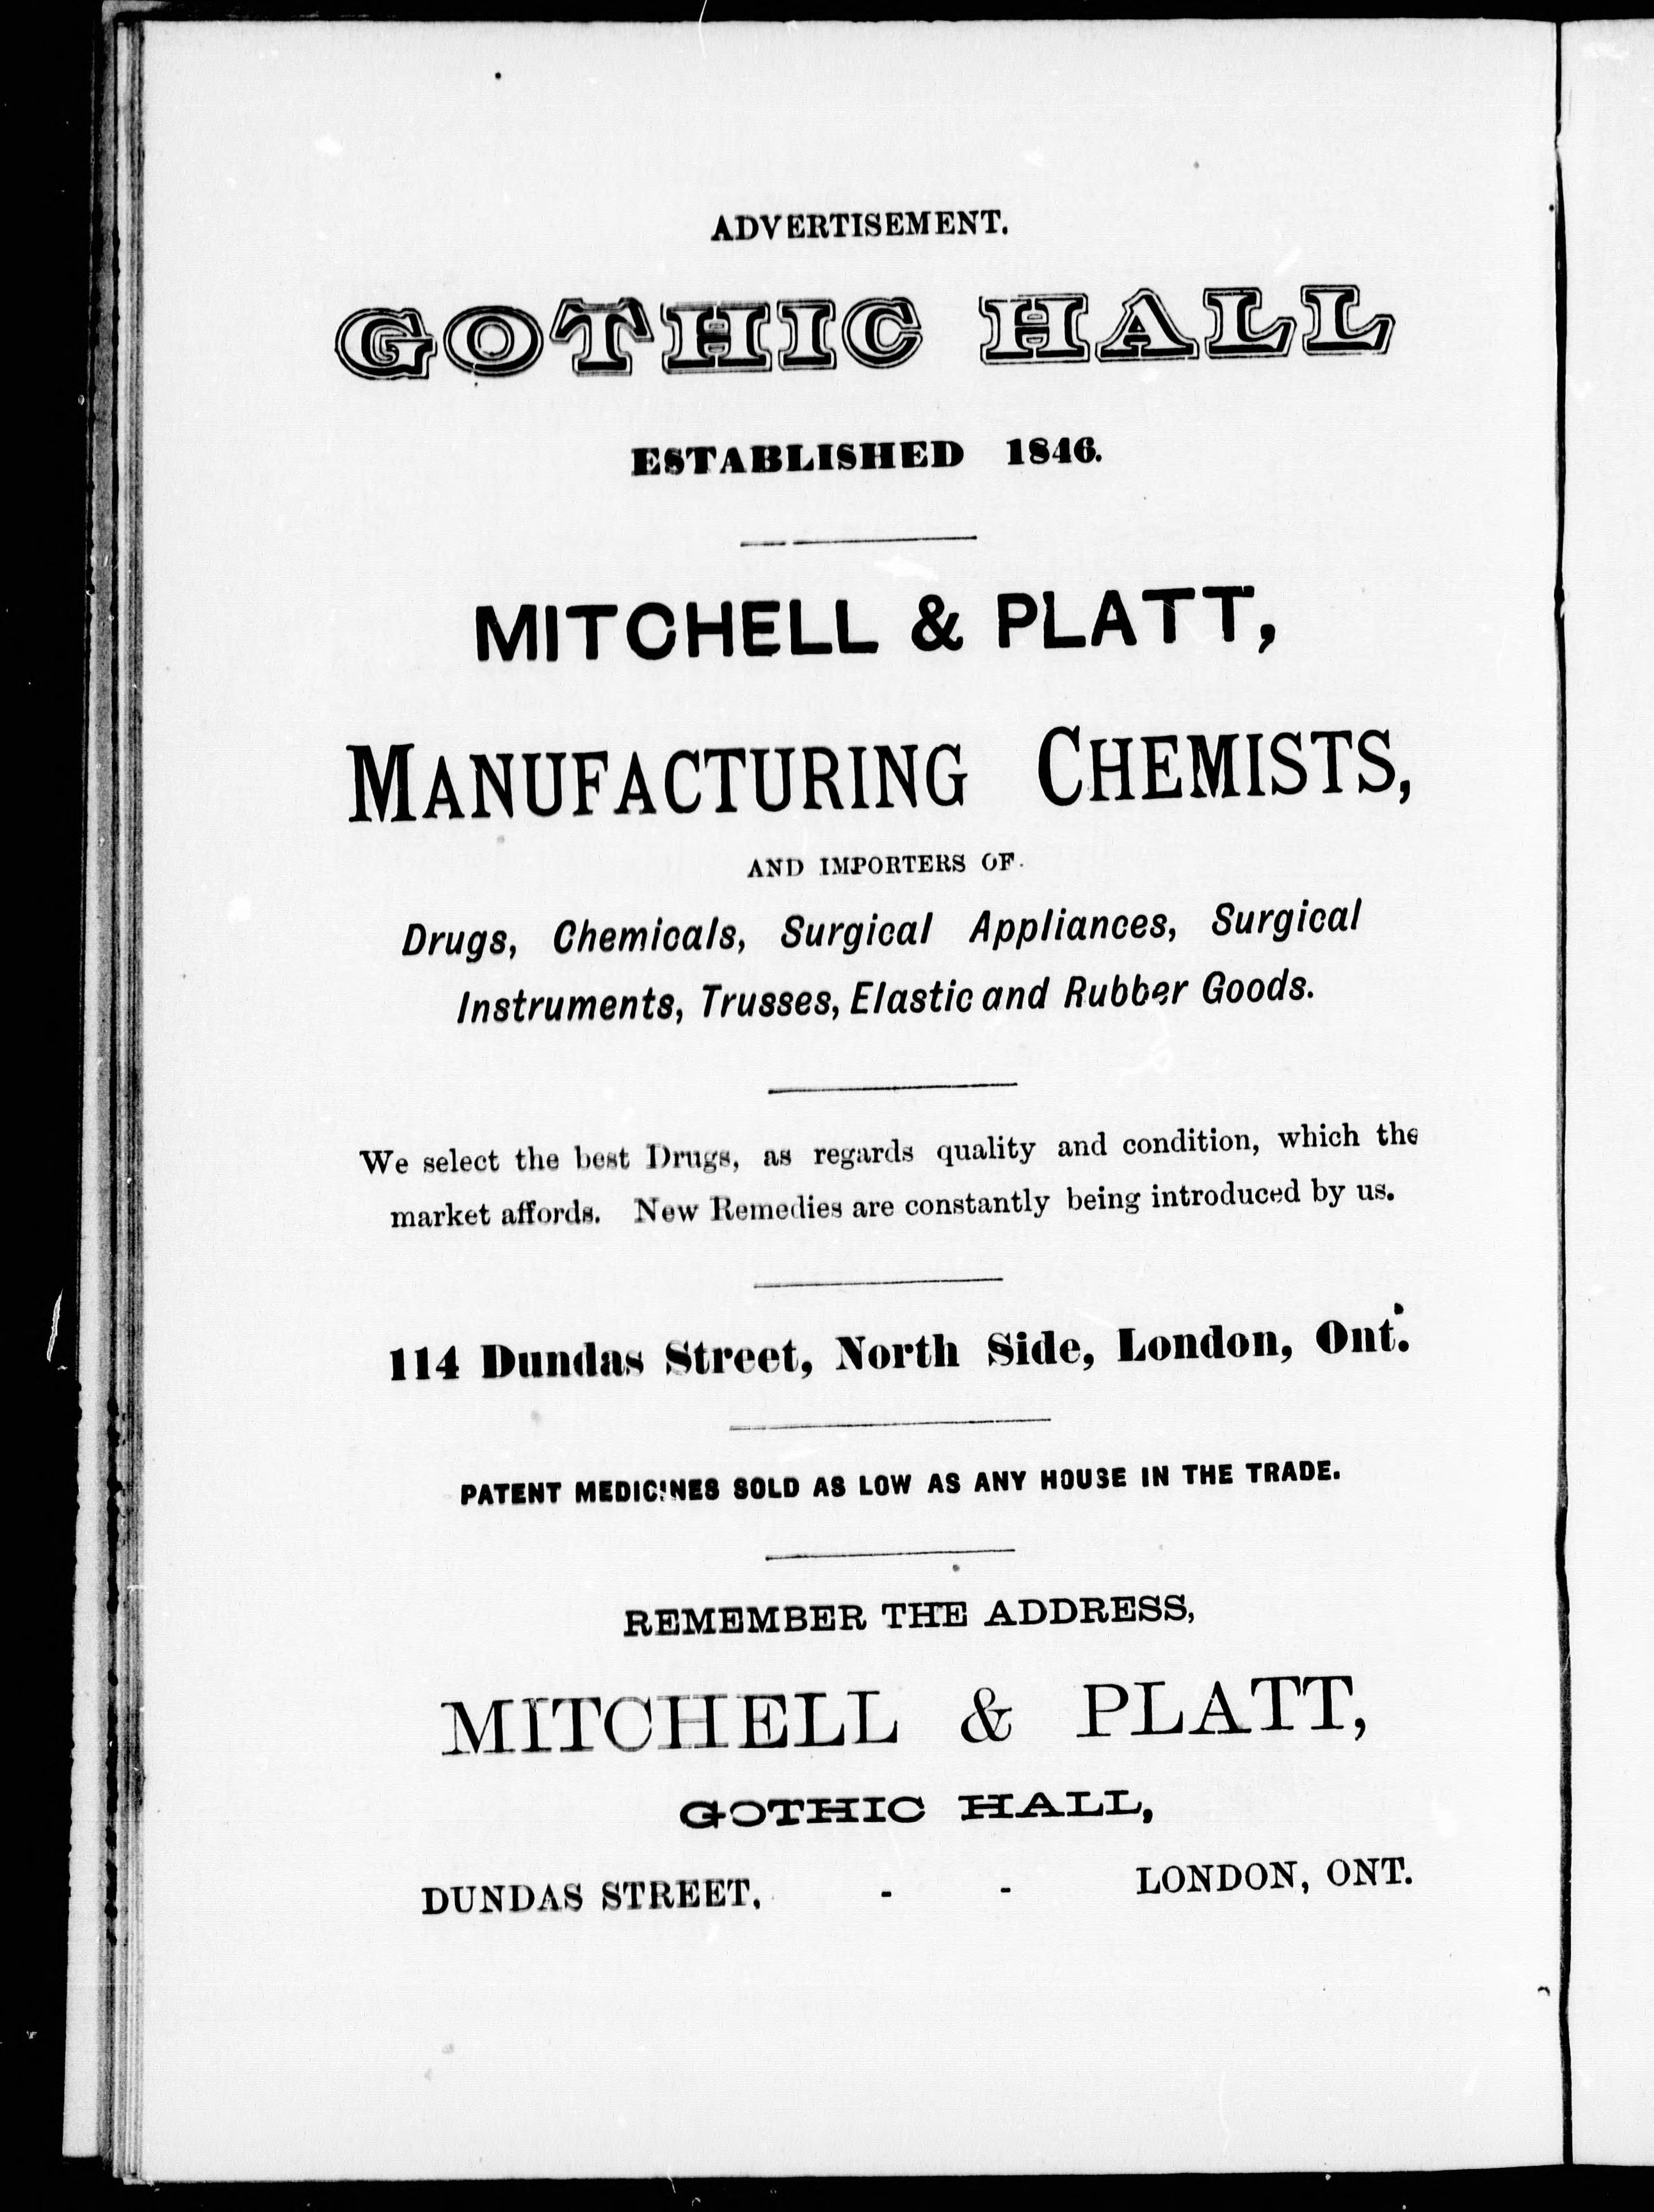 ADVERTISEMENT.
GOTHIC HALL
ESTABLISHED 1846.
MITCHELL & PLATT,
MANUFACTURING CHEMISTS,
AND IMPORTERS OF
Drugs, Chemicals, Surgical Appliances, Surgical
Instruments, Trusses, Elastic and Rubber Goods.
We select the best Drugs, as regards quality and condition, which the
market affords. New Remedies are constantly being introduced by us.
114 Dundas Street, North Side, London, Ont.
PATENT MEDICINES SOLD AS LOW AS ANY HOUSE IN THE TRADE.
REMEMBER THE ADDRESS,
MITCHELL & PLATT,
GOTHIC HALL,
DUNDAS STREET, - - LONDON, ONT.